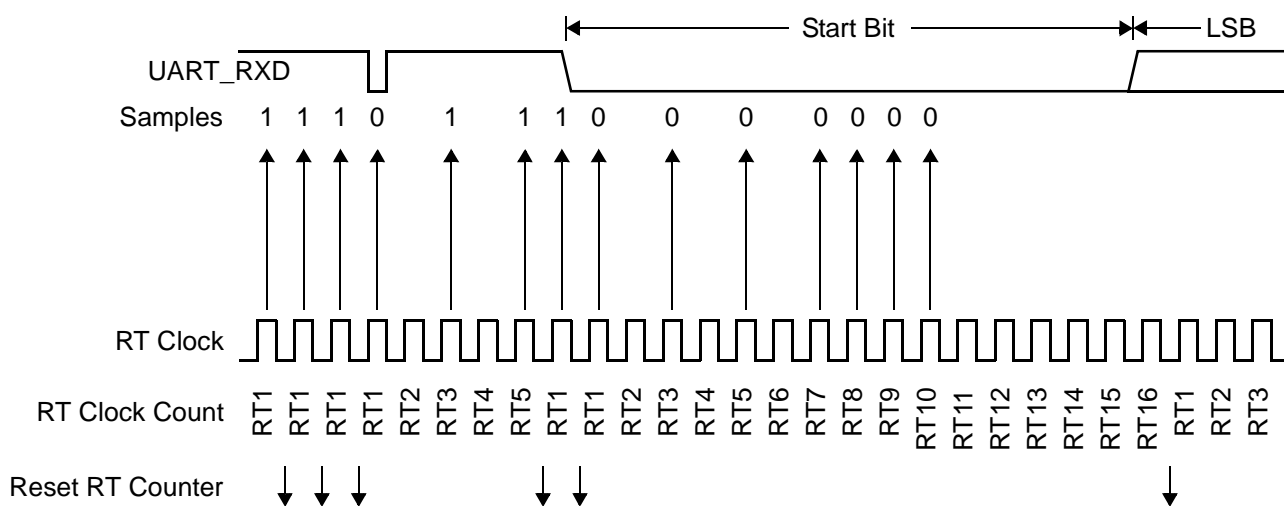 Start Bit LSB
UART_RXD
Samples 1 1 1 0 1 1 1 0 0 0 0 0 0 0
RT Clock
RT Clock Count RT1 RT1 RT1 RT1 RT2 RT3 RT4 RT5 RT1 RT1 RT2 RT3 RT4 RT5 RT6 RT7 RT8 RT9 RT10 RT11 RT12 RT13 RT14 RT15 RT16 RT1 RT2 RT3
Reset RT Counter